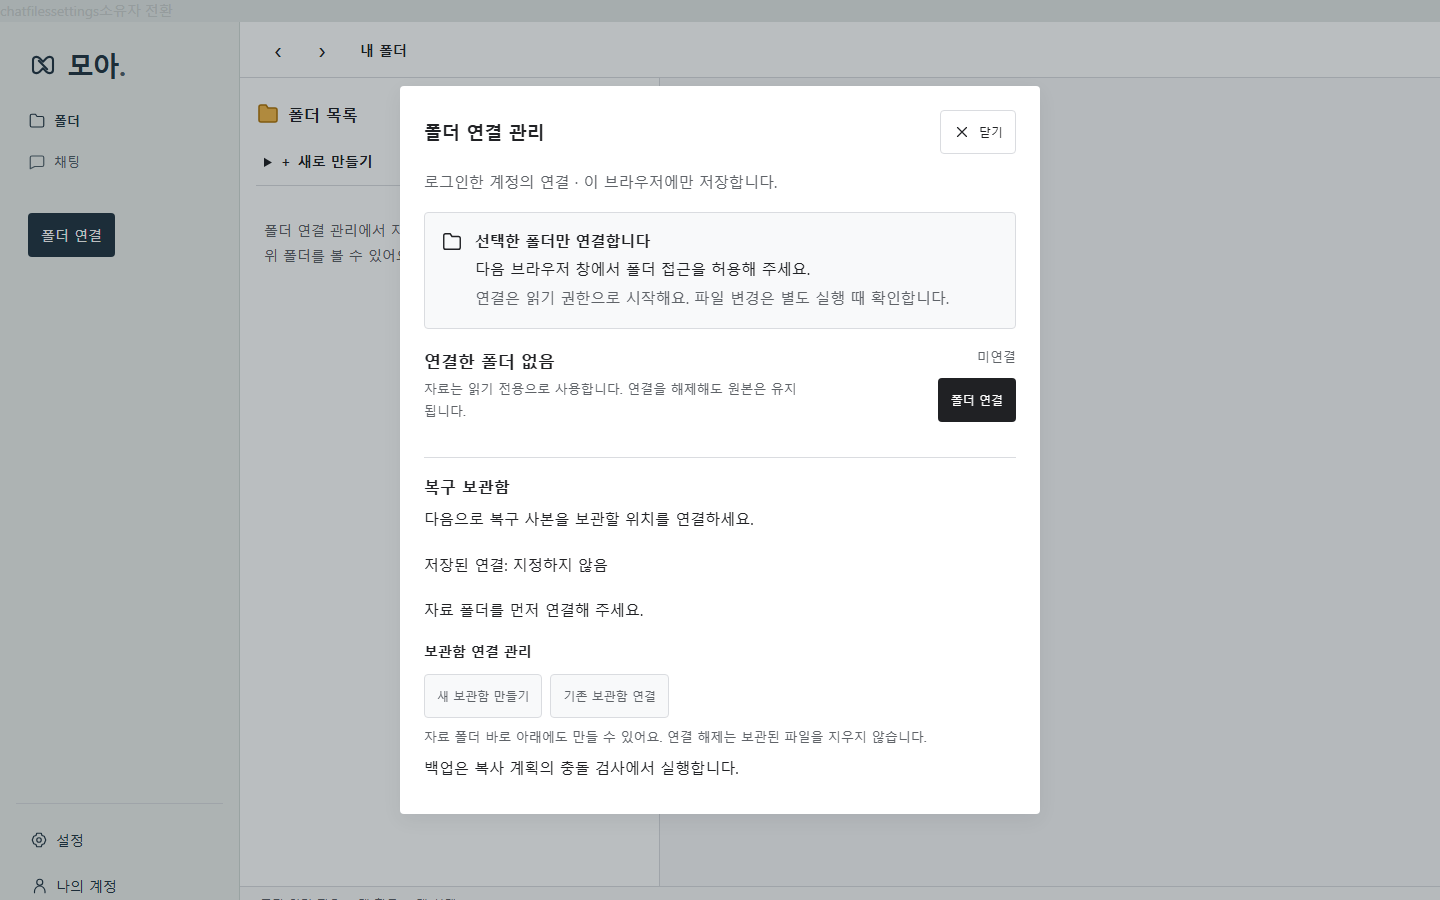 chatfilessettings소유자 전환
모아.
폴더
채팅
폴더 연결
설정
나의 계정
내 폴더
폴더 목록
+ 새로 만들기
폴더 연결 관리에서
위 폴더를 볼 수
폴더 연결 관리
닫기
로그인한 계정의 연결 · 이 브라우저에만 저장합니다.
선택한 폴더만 연결합니다
다음 브라우저 창에서 폴더 접근을 허용해 주세요.
연결은 읽기 권한으로 시작해요. 파일 변경은 별도 실행 때 확인합니다.
연결한 폴더 없음
미연결
자료는 읽기 전용으로 사용합니다. 연결을 해제해도 원본은 유지
됩니다.
폴더 연결
복구 보관함
다음으로 복구 사본을 보관할 위치를 연결하세요.
저장된 연결: 지정하지 않음
자료 폴더를 먼저 연결해 주세요.
보관함 연결 관리
새 보관함 만들기
기존 보관함 연결
자료 폴더 바로 아래에도 만들 수 있어요. 연결 해제는 보관된 파일을 지우지 않습니다.
백업은 복사 계획의 충돌 검사에서 실행합니다.